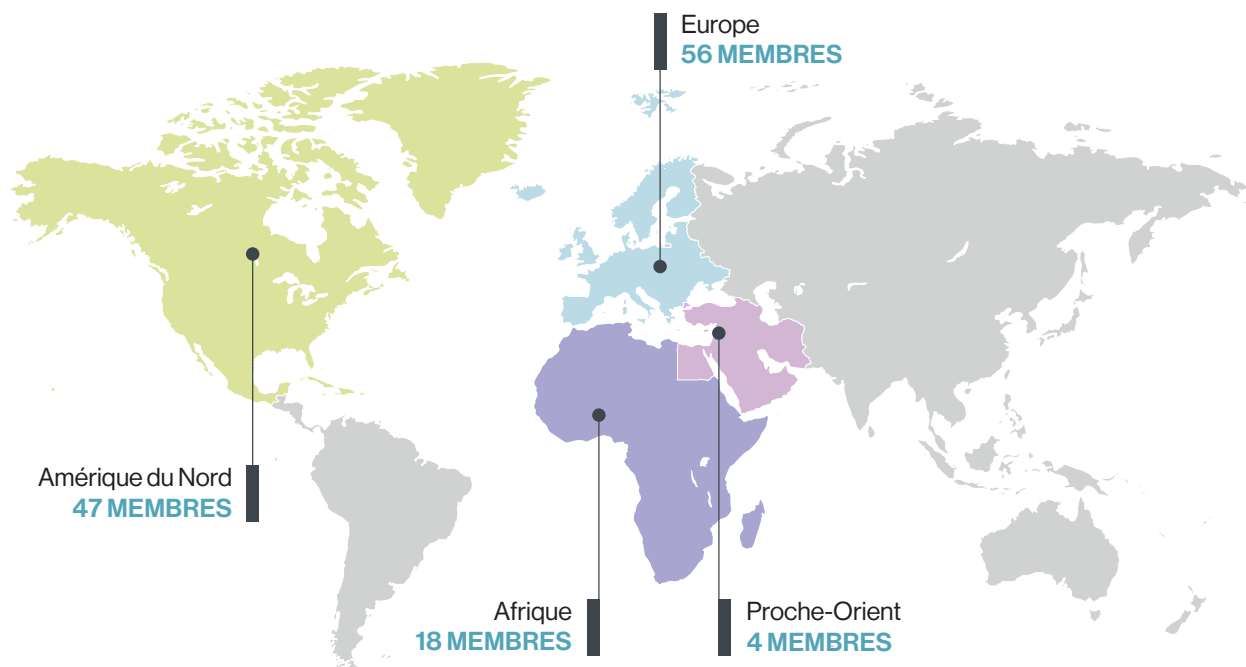 Europe
56 MEMBRES
Amérique du Nord
47 MEMBRES
Afrique
18 MEMBRES
Proche-Orient
4 MEMBRES